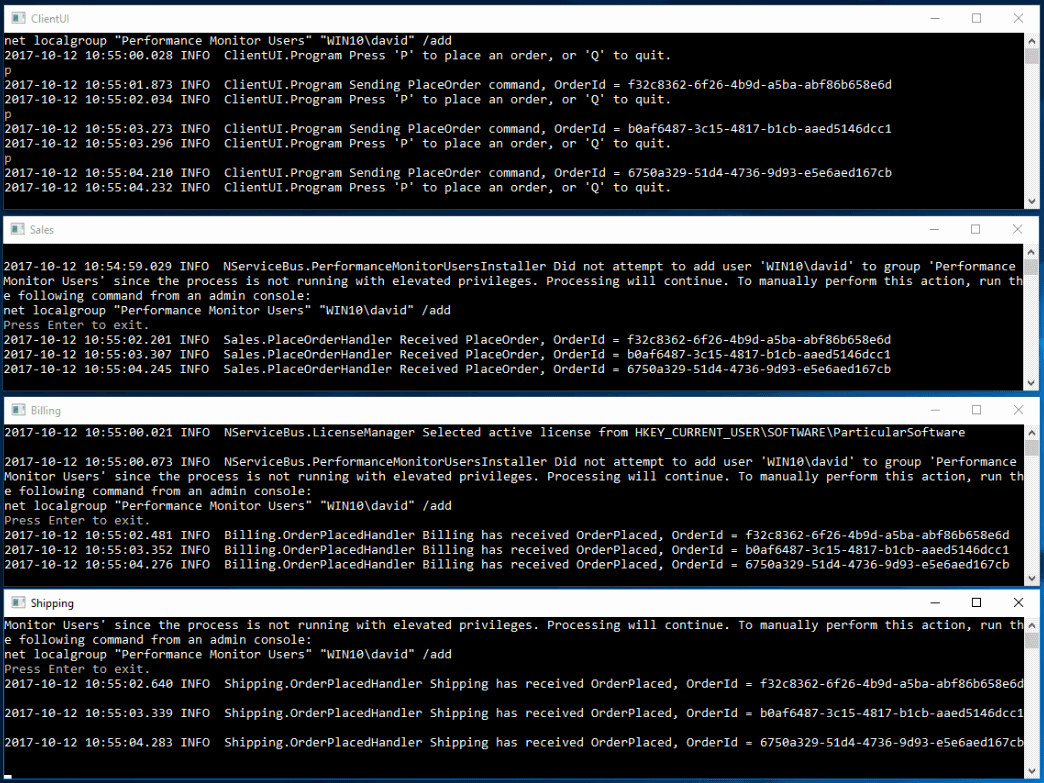 ClientUI
net localgroup "Performance Monitor Users" "WIN10\david" /add
2017-10-12 10:55:00.028 INFO  ClientUI.Program Press 'P' to place an order, or 'Q' to quit.
p
2017-10-12 10:55:01.873 INFO  ClientUI.Program Sending PlaceOrder command, OrderId = f32c8362-6f26-4b9d-a5ba-abf86b658e6d
2017-10-12 10:55:02.034 INFO  ClientUI.Program Press 'P' to place an order, or 'Q' to quit.
p
2017-10-12 10:55:03.273 INFO  ClientUI.Program Sending PlaceOrder command, OrderId = b0af6487-3c15-4817-b1cb-aaed5146dcc1
2017-10-12 10:55:03.296 INFO  ClientUI.Program Press 'P' to place an order, or 'Q' to quit.
p
2017-10-12 10:55:04.210 INFO  ClientUI.Program Sending PlaceOrder command, OrderId = 6750a329-51d4-4736-9d93-e5e6aed167cb
2017-10-12 10:55:04.232 INFO  ClientUI.Program Press 'P' to place an order, or 'Q' to quit.
Sales
2017-10-12 10:54:59.029 INFO  NServiceBus.PerformanceMonitorUsersInstaller Did not attempt to add user 'WIN10\david' to group 'Performance
Monitor Users' since the process is not running with elevated privileges. Processing will continue. To manually perform this action, run th
e following command from an admin console:
net localgroup "Performance Monitor Users" "WIN10\david" /add
Press Enter to exit.
2017-10-12 10:55:02.201 INFO  Sales.PlaceOrderHandler Received PlaceOrder, OrderId = f32c8362-6f26-4b9d-a5ba-abf86b658e6d
2017-10-12 10:55:03.307 INFO  Sales.PlaceOrderHandler Received PlaceOrder, OrderId = b0af6487-3c15-4817-b1cb-aaed5146dcc1
2017-10-12 10:55:04.245 INFO  Sales.PlaceOrderHandler Received PlaceOrder, OrderId = 6750a329-51d4-4736-9d93-e5e6aed167cb
Billing
2017-10-12 10:55:00.021 INFO  NServiceBus.LicenseManager Selected active license from HKEY_CURRENT_USER\SOFTWARE\ParticularSoftware
2017-10-12 10:55:00.073 INFO  NServiceBus.PerformanceMonitorUsersInstaller Did not attempt to add user 'WIN10\david' to group 'Performance
Monitor Users' since the process is not running with elevated privileges. Processing will continue. To manually perform this action, run th
e following command from an admin console:
net localgroup "Performance Monitor Users" "WIN10\david" /add
Press Enter to exit.
2017-10-12 10:55:02.481 INFO  Billing.OrderPlacedHandler Billing has received OrderPlaced, OrderId = f32c8362-6f26-4b9d-a5ba-abf86b658e6d
2017-10-12 10:55:03.352 INFO  Billing.OrderPlacedHandler Billing has received OrderPlaced, OrderId = b0af6487-3c15-4817-b1cb-aaed5146dcc1
2017-10-12 10:55:04.276 INFO  Billing.OrderPlacedHandler Billing has received OrderPlaced, OrderId = 6750a329-51d4-4736-9d93-e5e6aed167cb
Shipping
Monitor Users' since the process is not running with elevated privileges. Processing will continue. To manually perform this action, run th
e following command from an admin console:
net localgroup "Performance Monitor Users" "WIN10\david" /add
Press Enter to exit.
2017-10-12 10:55:02.640 INFO  Shipping.OrderPlacedHandler Shipping has received OrderPlaced, OrderId = f32c8362-6f26-4b9d-a5ba-abf86b658e6d
2017-10-12 10:55:03.339 INFO  Shipping.OrderPlacedHandler Shipping has received OrderPlaced, OrderId = b0af6487-3c15-4817-b1cb-aaed5146dcc1
2017-10-12 10:55:04.283 INFO  Shipping.OrderPlacedHandler Shipping has received OrderPlaced, OrderId = 6750a329-51d4-4736-9d93-e5e6aed167cb